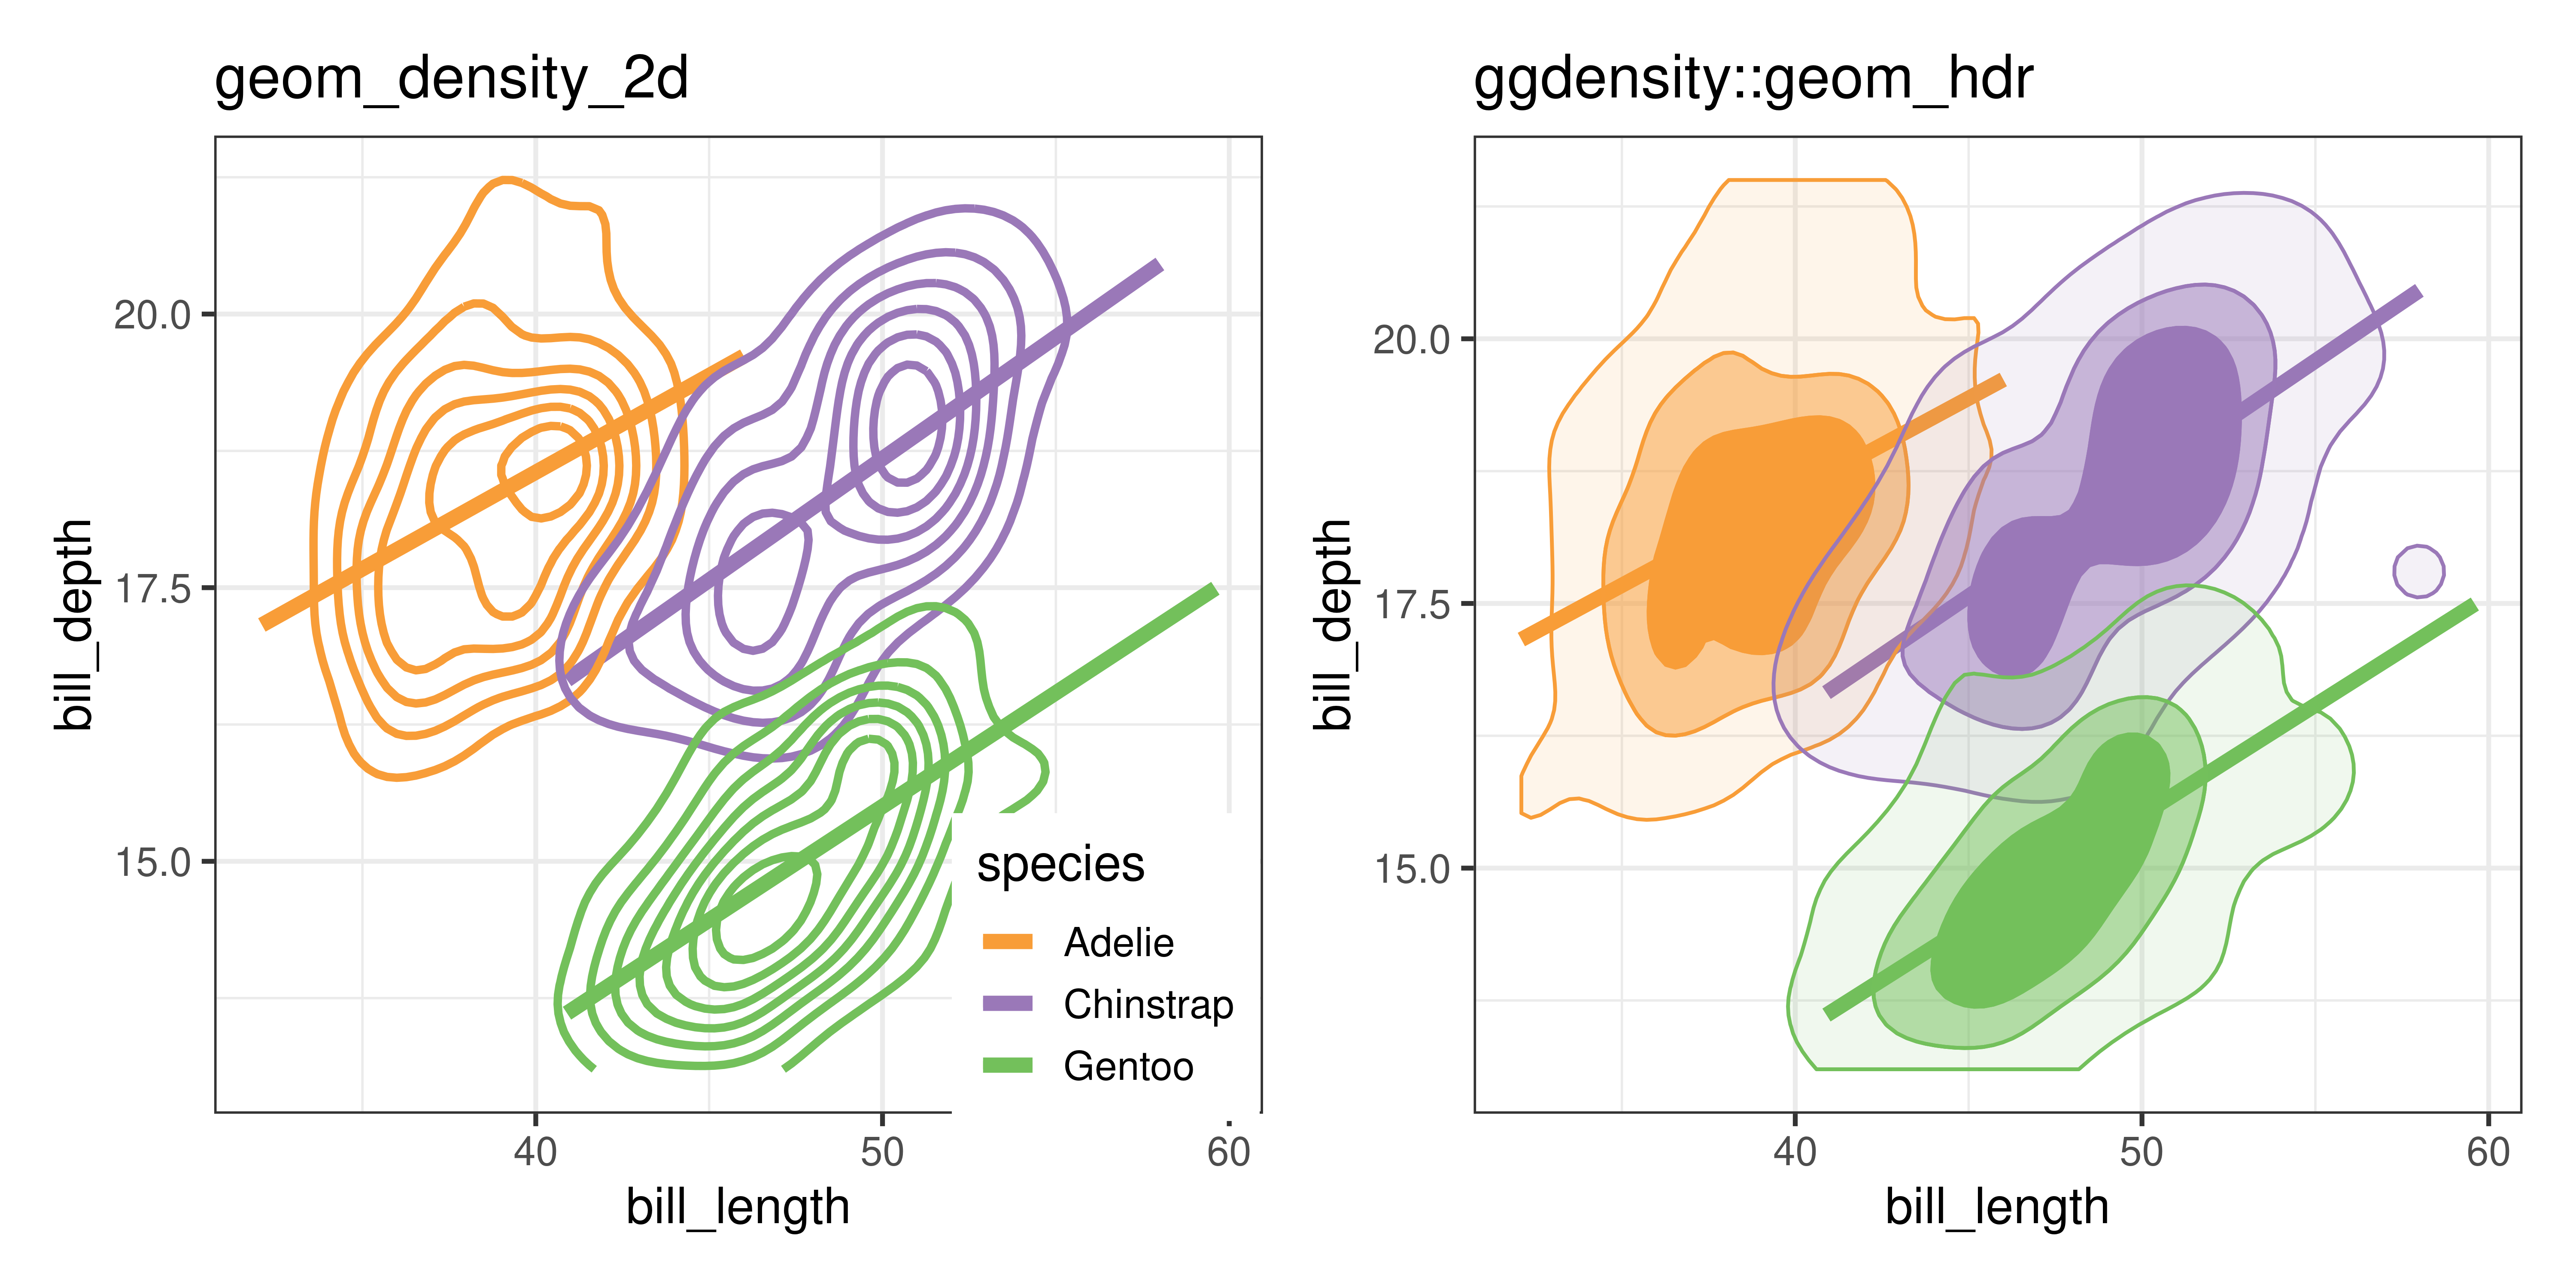 geom_density_2d
bill_depth
20.0
17.5
15.0
species
Adelie
Chinstrap
Gentoo
40 50 60
bill_length
ggdensity::geom_hdr
bill_depth
20.0
17.5
15.0
40 50 60
bill_length